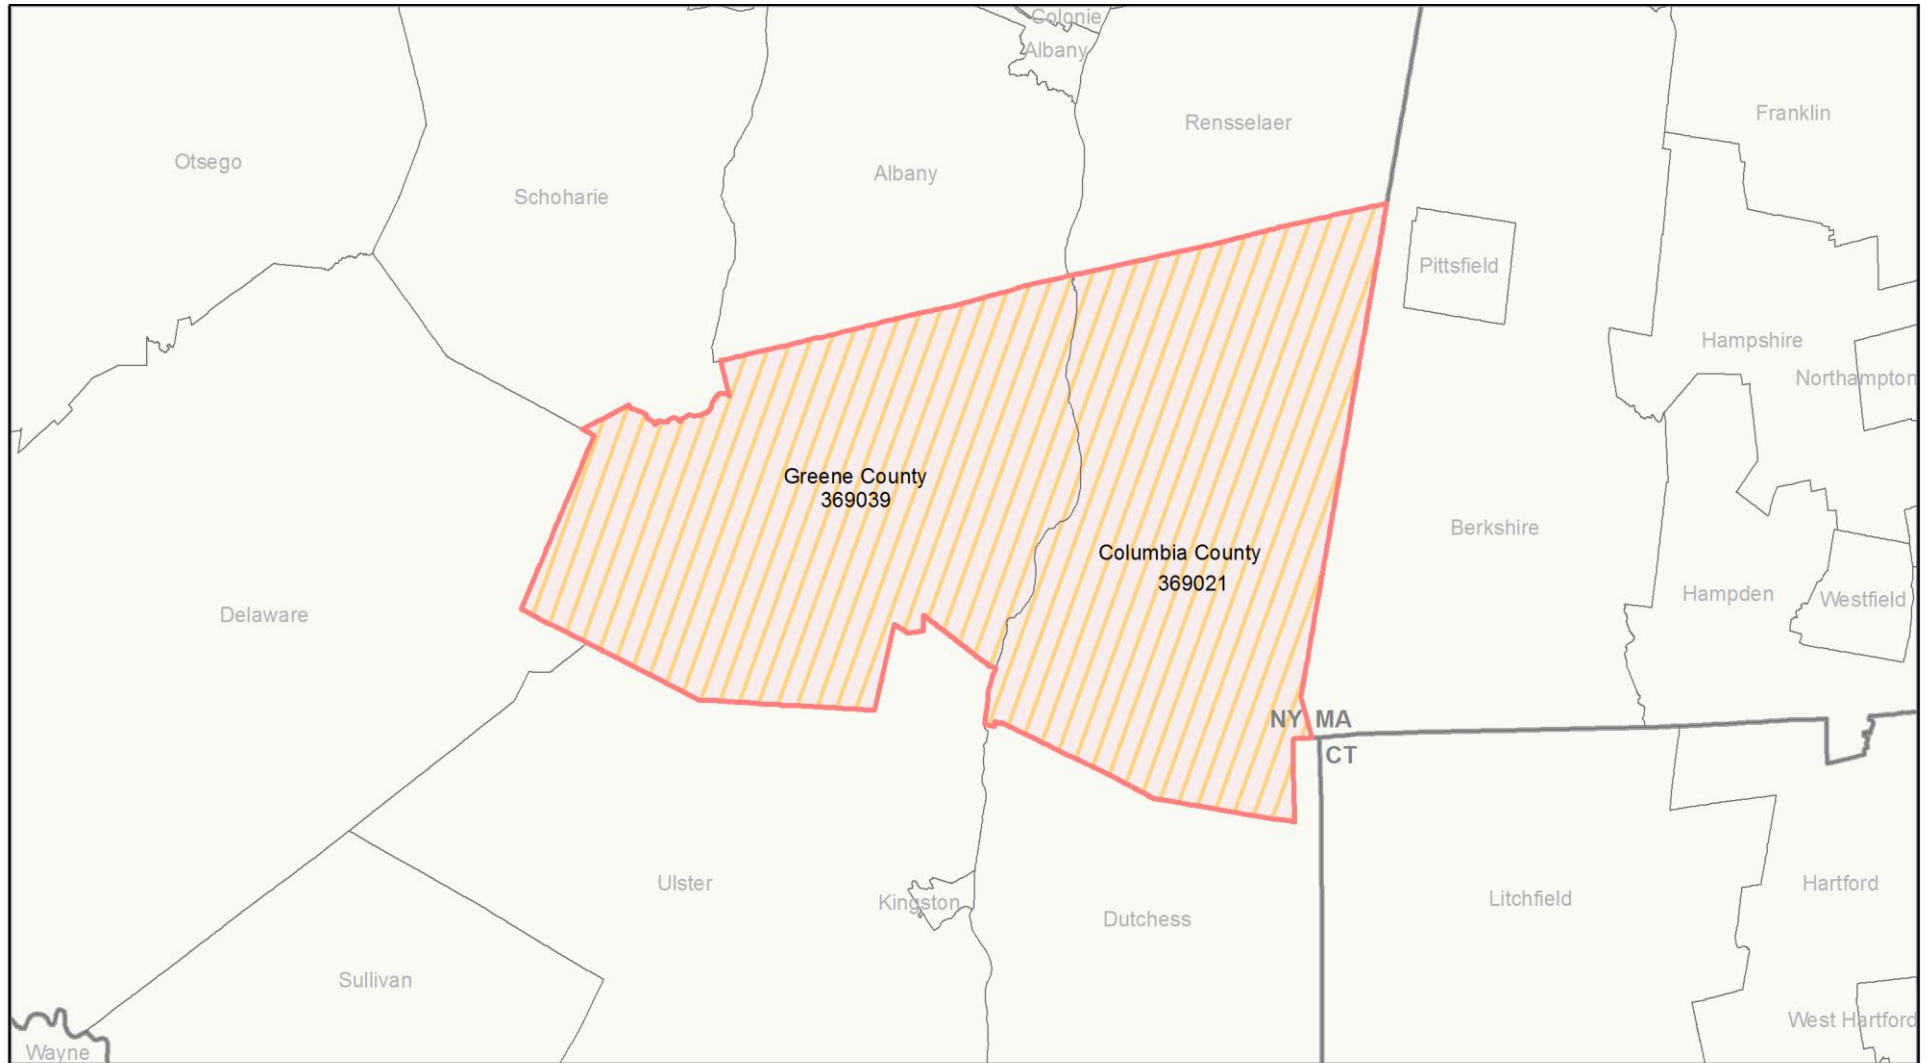 Colonie
Albany
Franklin
Rensselaer
Otsego
Albany
Schoharie
Pittsfield
Hampshire
Northampton
Greene County
369039
Berkshire
Columbia County
369021
Hampden
Westfield
Delaware
NY MA
CT
Ulster
Hartford
Kingston
Litchfield
Dutchess
Sullivan
West Hartford
Wayne